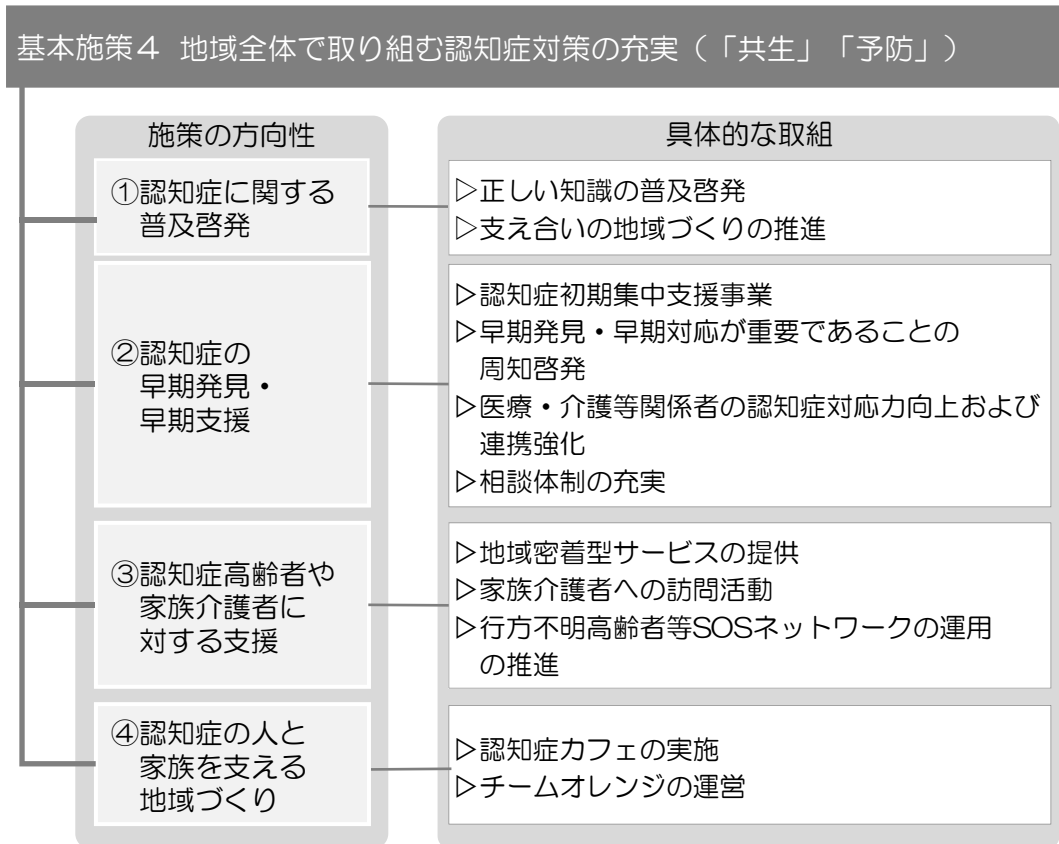 基本施策4 地域全体で取り組む認知症対策の充実(「共生」「予防」)
施策の方向性
具体的な取組
①認知症に関する
普及啓発
▷正しい知識の普及啓発
▷支え合いの地域づくりの推進
②認知症の
早期発見・
早期支援
▷認知症初期集中支援事業
▷早期発見・早期対応が重要であることの
周知啓発
▷医療・介護等関係者の認知症対応力向上および
連携強化
▷相談体制の充実
③認知症高齢者や
家族介護者に
対する支援
▷地域密着型サービスの提供
▷家族介護者への訪問活動
▷行方不明高齢者等SOSネットワークの運用
の推進
④認知症の人と
家族を支える
地域づくり
▷認知症カフェの実施
▷チームオレンジの運営